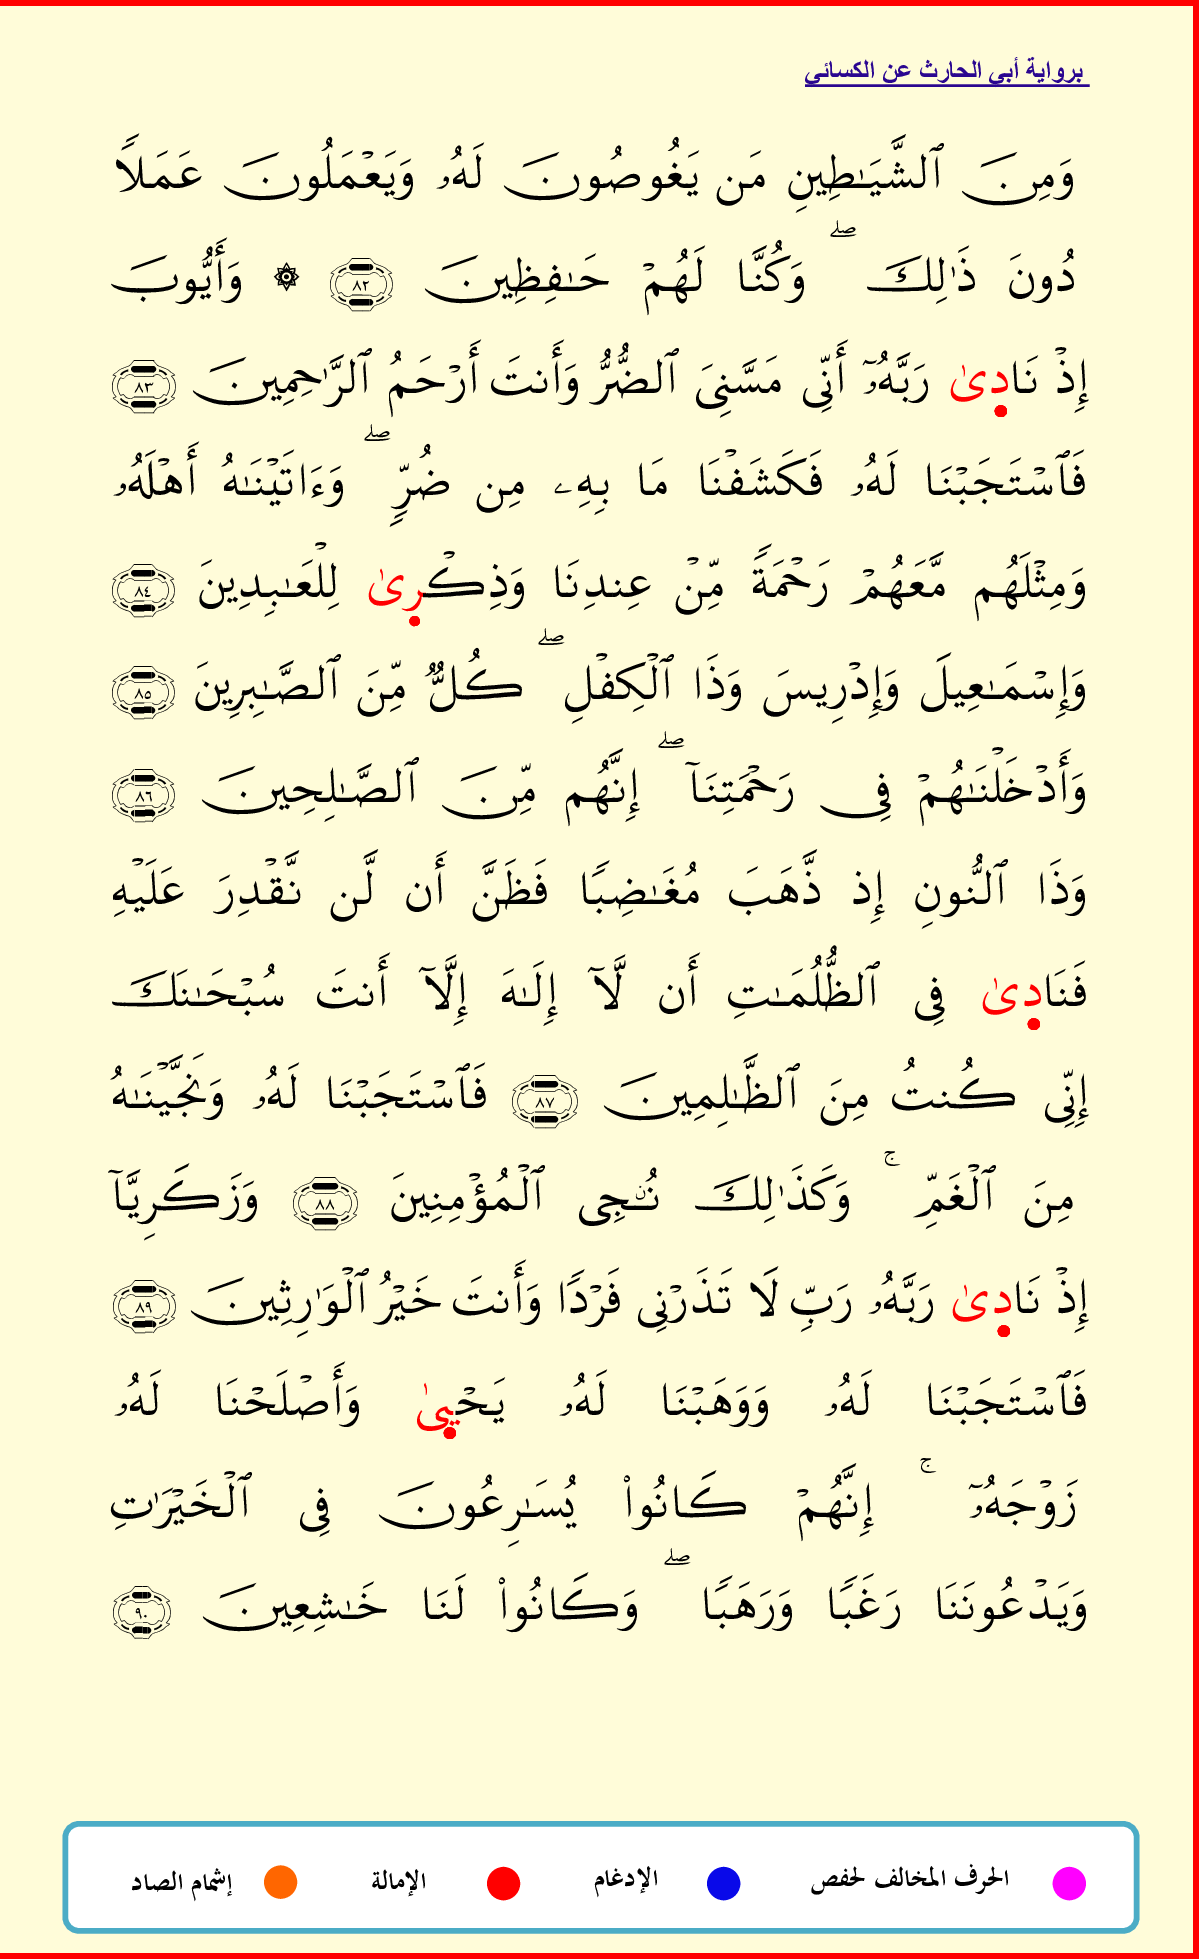 برواية أبي الحارث عن الكسائي
وَمِنَ ٱلشَّيَـٰطِينِ مَن يَغُوصُونَ لَهُۥ وَيَعْمَلُونَ عَمَلًا
دُونَ ذَٰلِكَ ۖ وَكُنَّا لَهُمْ حَـٰفِظِينَ ٨٢ ۞ وَأَيُّوبَ
إِذْ نَادِىٰ رَبَّهُۥٓ أَنِّى مَسَّنِىَ ٱلضُّرُّ وَأَنتَ أَرْحَمُ ٱلرَّٰحِمِينَ ٨٣
فَٱسْتَجَبْنَا لَهُۥ فَكَشَفْنَا مَا بِهِۦ مِن ضُرٍّ ۖ وَءَاتَيْنَـٰهُ أَهْلَهُۥ
وَمِثْلَهُم مَّعَهُمْ رَحْمَةً مِّنْ عِندِنَا وَذِكْرِىٰ لِلْعَـٰبِدِينَ ٨٤
وَإِسْمَـٰعِيلَ وَإِدْرِيسَ وَذَا ٱلْكِفْلِ ۖ كُلٌّ مِّنَ ٱلصَّـٰبِرِينَ ٨٥
وَأَدْخَلْنَـٰهُمْ فِى رَحْمَتِنَآ ۖ إِنَّهُم مِّنَ ٱلصَّـٰلِحِينَ ٨٦
وَذَا ٱلنُّونِ إِذ ذَّهَبَ مُغَـٰضِبًا فَظَنَّ أَن لَّن نَّقْدِرَ عَلَيْهِ
فَنَادِىٰ فِى ٱلظُّلُمَـٰتِ أَن لَّآ إِلَـٰهَ إِلَّآ أَنتَ سُبْحَـٰنَكَ
إِنِّى كُنتُ مِنَ ٱلظَّـٰلِمِينَ ٨٧ فَٱسْتَجَبْنَا لَهُۥ وَنَجَّيْنَـٰهُ
مِنَ ٱلْغَمِّ ۚ وَكَذَٰلِكَ نُـۨجِى ٱلْمُؤْمِنِينَ ٨٨ وَزَكَرِيَّآ
إِذْ نَادِىٰ رَبَّهُۥ رَبِّ لَا تَذَرْنِى فَرْدًا وَأَنتَ خَيْرُ ٱلْوَٰرِثِينَ ٨٩
فَٱسْتَجَبْنَا لَهُۥ وَوَهَبْنَا لَهُۥ يَحْيِىٰ وَأَصْلَحْنَا لَهُۥ
زَوْجَهُۥٓ ۚ إِنَّهُمْ كَانُوا۟ يُسَـٰرِعُونَ فِى ٱلْخَيْرَٰتِ
وَيَدْعُونَنَا رَغَبًا وَرَهَبًا ۖ وَكَانُوا۟ لَنَا خَـٰشِعِينَ ٩٠
الحرف المخالف لحفص الإدغام الإمالة إشمام الصاد